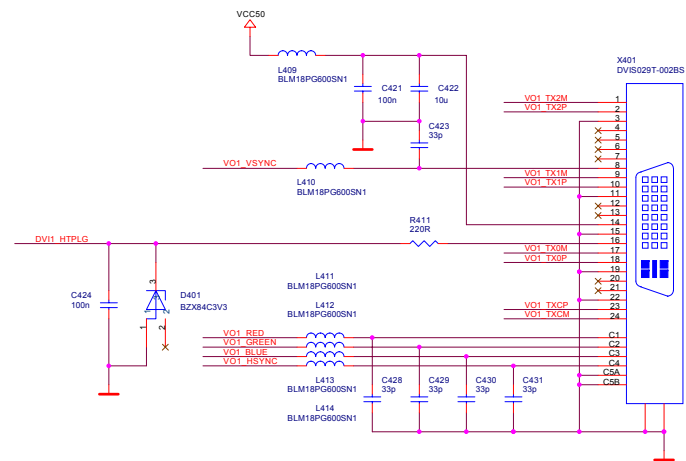 VCC50
L409
BLM18PG600SN1
C421
100n
C422
10u
C423
33p
X401
DVIS029T-002BS
VO1_TX2M
VO1_TX2P
1
2
3
4
5
6
7
8
9
10
11
12
13
14
15
16
17
18
19
20
21
22
23
24
C1
C2
C3
C4
C5A
C5B
VO1_VSYNC
L410
BLM18PG600SN1
VO1_TX1M
VO1_TX1P
R411
220R
DVI1_HTPLG
VO1_TX0M
VO1_TX0P
C424
100n
3
1
2
D401
BZX84C3V3
1
2
L411
BLM18PG600SN1
L412
BLM18PG600SN1
VO1_TXCP
VO1_TXCM
VO1_RED
VO1_GREEN
VO1_BLUE
VO1_HSYNC
L413
BLM18PG600SN1
L414
BLM18PG600SN1
C428
33p
C429
33p
C430
33p
C431
33p